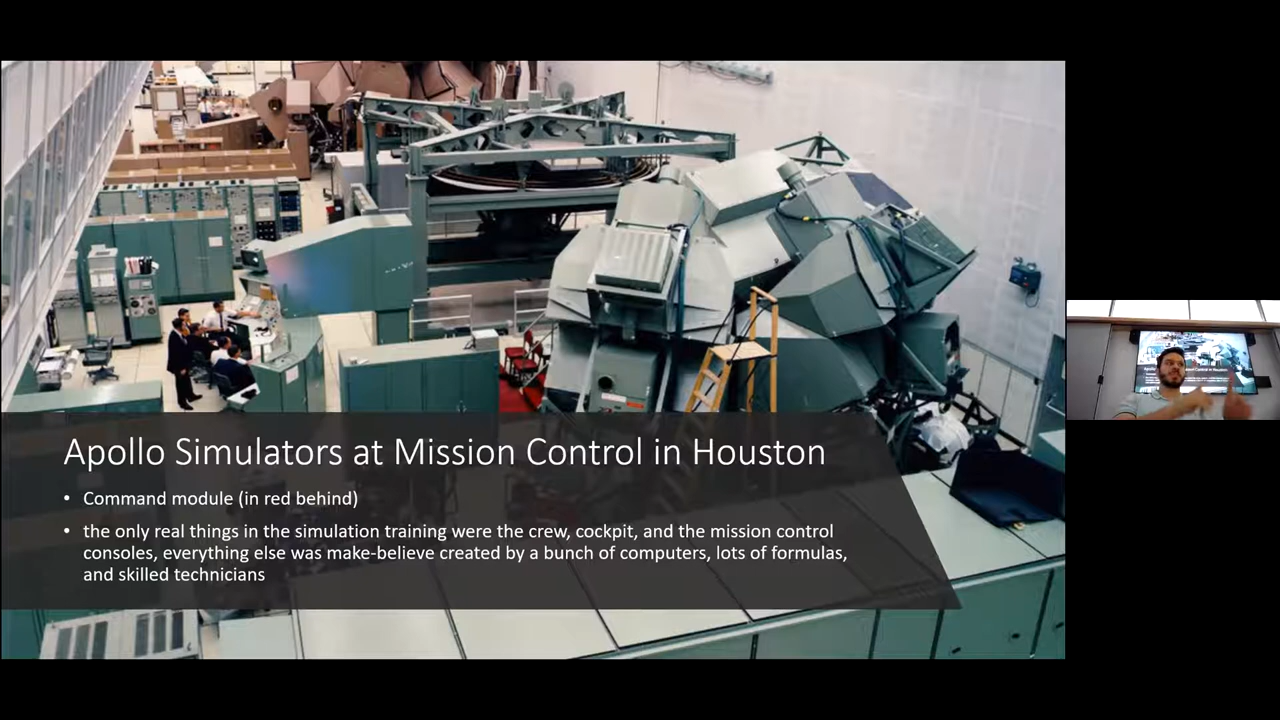 Apollo Simulators at Mission Control in Houston
• Command module (in red behind)
• the only real things in the simulation training were the crew, cockpit, and the mission control
consoles, everything else was make-believe created by a bunch of computers, lots of formulas,
and skilled technicians